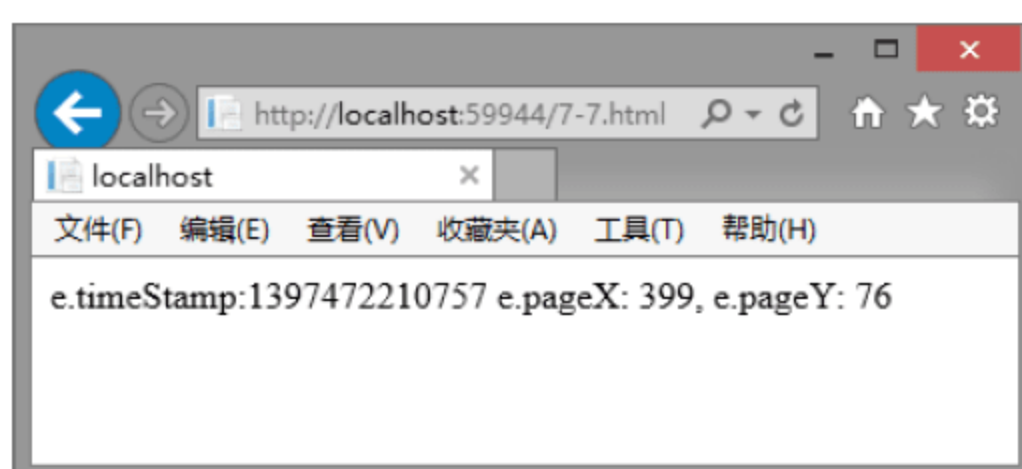 http://localhost:59944/7-7.html
localhost
文件(F) 编辑(E) 查看(V) 收藏夹(A) 工具(T) 帮助(H)
e.timeStamp:1397472210757 e.pageX: 399, e.pageY: 76